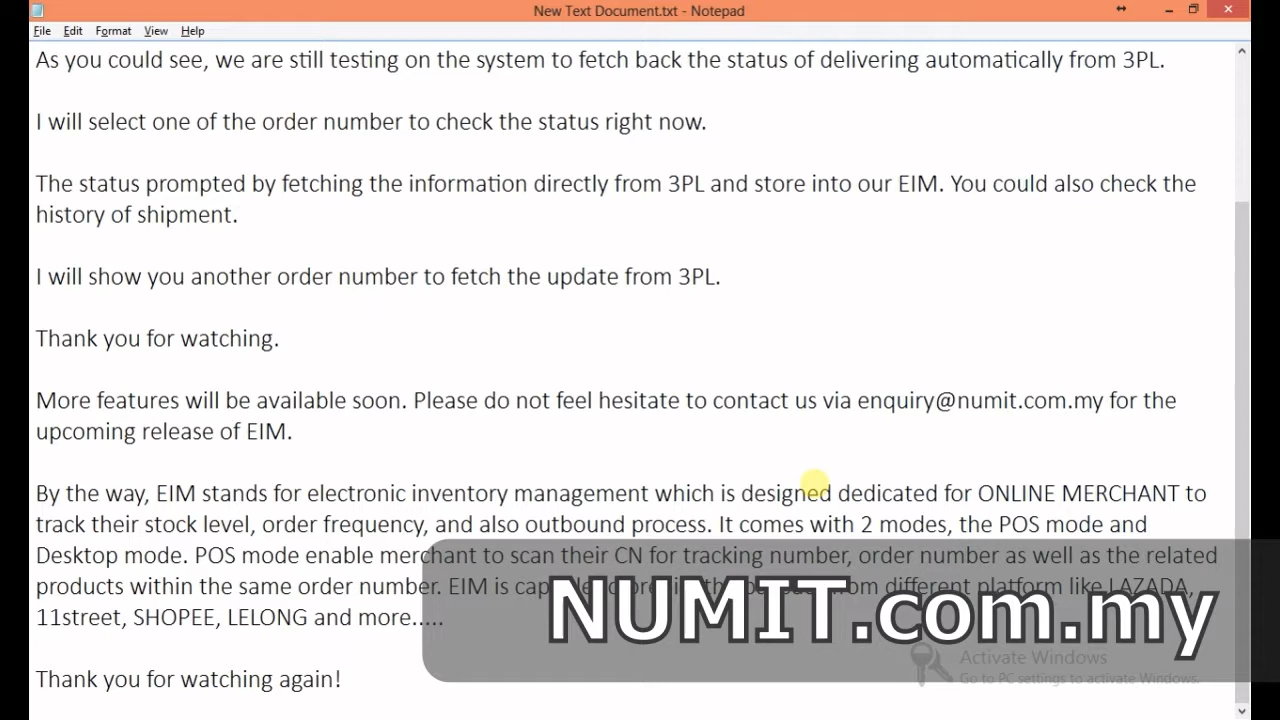 New Text Document.txt - Notepad
File Edit Format View Help
As you could see, we are still testing on the system to fetch back the status of delivering automatically from 3PL.
I will select one of the order number to check the status right now.
The status prompted by fetching the information directly from 3PL and store into our EIM. You could also check the
history of shipment.
I will show you another order number to fetch the update from 3PL.
Thank you for watching.
More features will be available soon. Please do not feel hesitate to contact us via enquiry@numit.com.my for the
upcoming release of EIM.
By the way, EIM stands for electronic inventory management which is designed dedicated for ONLINE MERCHANT to
track their stock level, order frequency, and also outbound process. It comes with 2 modes, the POS mode and
Desktop mode. POS mode enable merchant to scan their CN for tracking number, order number as well as the related
products within the same order number. EIM is from different platform like LAZADA,
11street, SHOPEE, LELONG and more.....
NUMIT.com.my
Activate Windows
Go to PC settings to activate Windows.
Thank you for watching again!